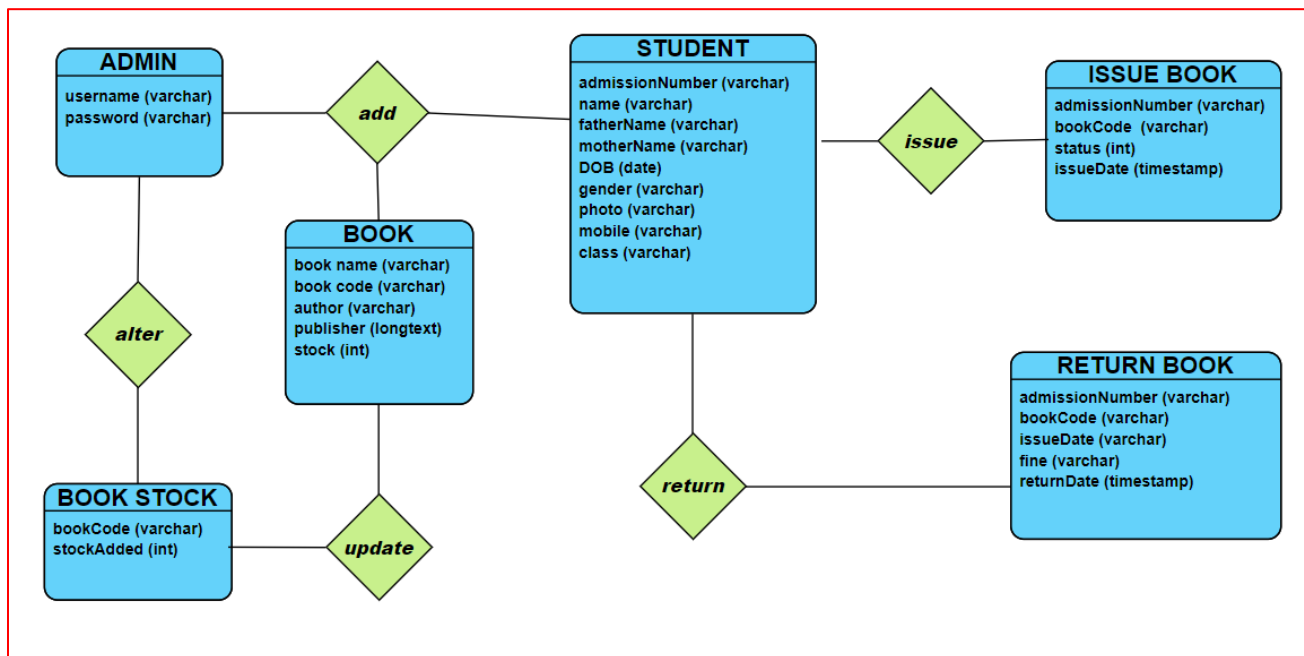 ADMIN
username (varchar)
password (varchar)
add
STUDENT
admissionNumber (varchar)
name (varchar)
fatherName (varchar)
motherName (varchar)
DOB (date)
gender (varchar)
photo (varchar)
mobile (varchar)
class (varchar)
issue
ISSUE BOOK
admissionNumber (varchar)
bookCode (varchar)
status (int)
issueDate (timestamp)
alter
BOOK
book name (varchar)
book code (varchar)
author (varchar)
publisher (longtext)
stock (int)
RETURN BOOK
admissionNumber (varchar)
bookCode (varchar)
issueDate (varchar)
fine (varchar)
returnDate (timestamp)
return
BOOK STOCK
bookCode (varchar)
stockAdded (int)
update